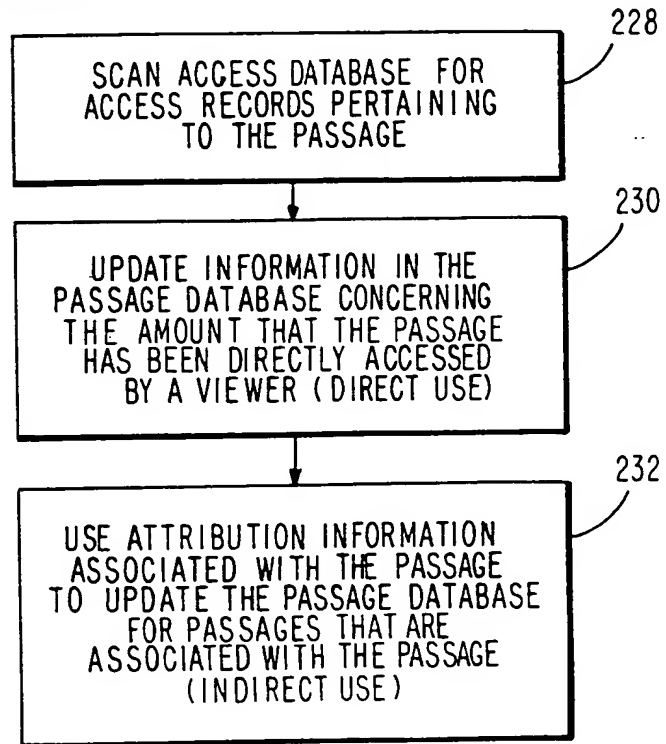 228
SCAN ACCESS DATABASE FOR
ACCESS RECORDS PERTAINING
TO THE PASSAGE
230
UPDATE INFORMATION IN THE
PASSAGE DATABASE CONCERNING
THE AMOUNT THAT THE PASSAGE
HAS BEEN DIRECTLY ACCESSED
BY A VIEWER (DIRECT USE)
232
USE ATTRIBUTION INFORMATION
ASSOCIATED WITH THE PASSAGE
TO UPDATE THE PASSAGE DATABASE
FOR PASSAGES THAT ARE
ASSOCIATED WITH THE PASSAGE
(INDIRECT USE)